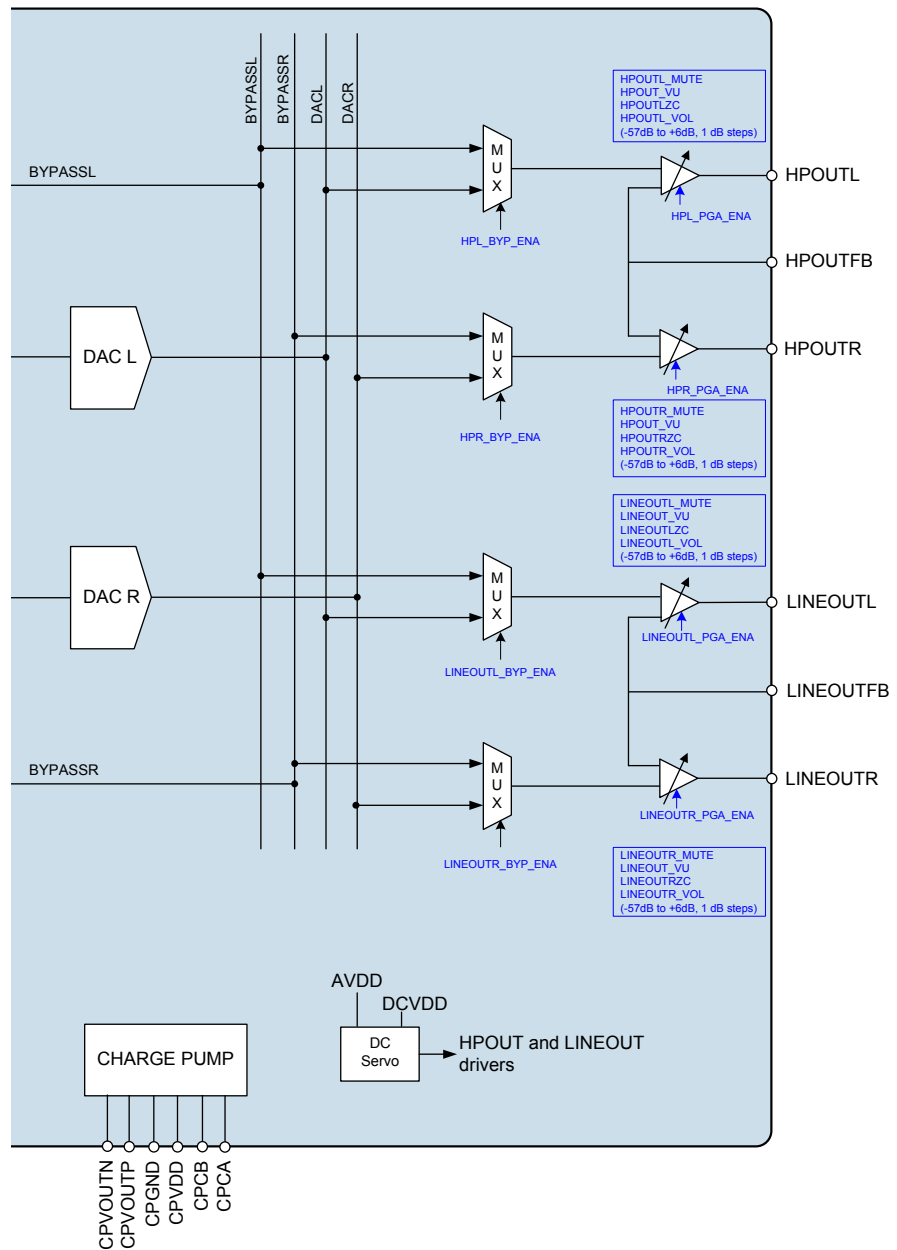 BYPASSL
BYPASSR
DACL
DACR
HPOUTL_MUTE
HPOUT_VU
HPOUTLZC
HPOUTL_VOL
(-57dB to +6dB, 1 dB steps)
BYPASSL
MUX
HPOUTL
HPL_PGA_ENA
HPL_BYP_ENA
HPOUTFB
DAC L
MUX
HPOUTR
HPR_PGA_ENA
HPR_BYP_ENA
HPOUTR_MUTE
HPOUT_VU
HPOUTRZC
HPOUTR_VOL
(-57dB to +6dB, 1 dB steps)
LINEOUTL_MUTE
LINEOUT_VU
LINEOUTLZC
LINEOUTL_VOL
(-57dB to +6dB, 1 dB steps)
DAC R
MUX
LINEOUTL
LINEOUTL_PGA_ENA
LINEOUTL_BYP_ENA
LINEOUTFB
BYPASSR
MUX
LINEOUTR
LINEOUTR_PGA_ENA
LINEOUTR_BYP_ENA
LINEOUTR_MUTE
LINEOUT_VU
LINEOUTRZC
LINEOUTR_VOL
(-57dB to +6dB, 1 dB steps)
AVDD
DCVDD
CHARGE PUMP
DC
Servo
HPOUT and LINEOUT
drivers
CPVOUTN
CPVOUTP
CPGND
CPVDD
CPCB
CPCA